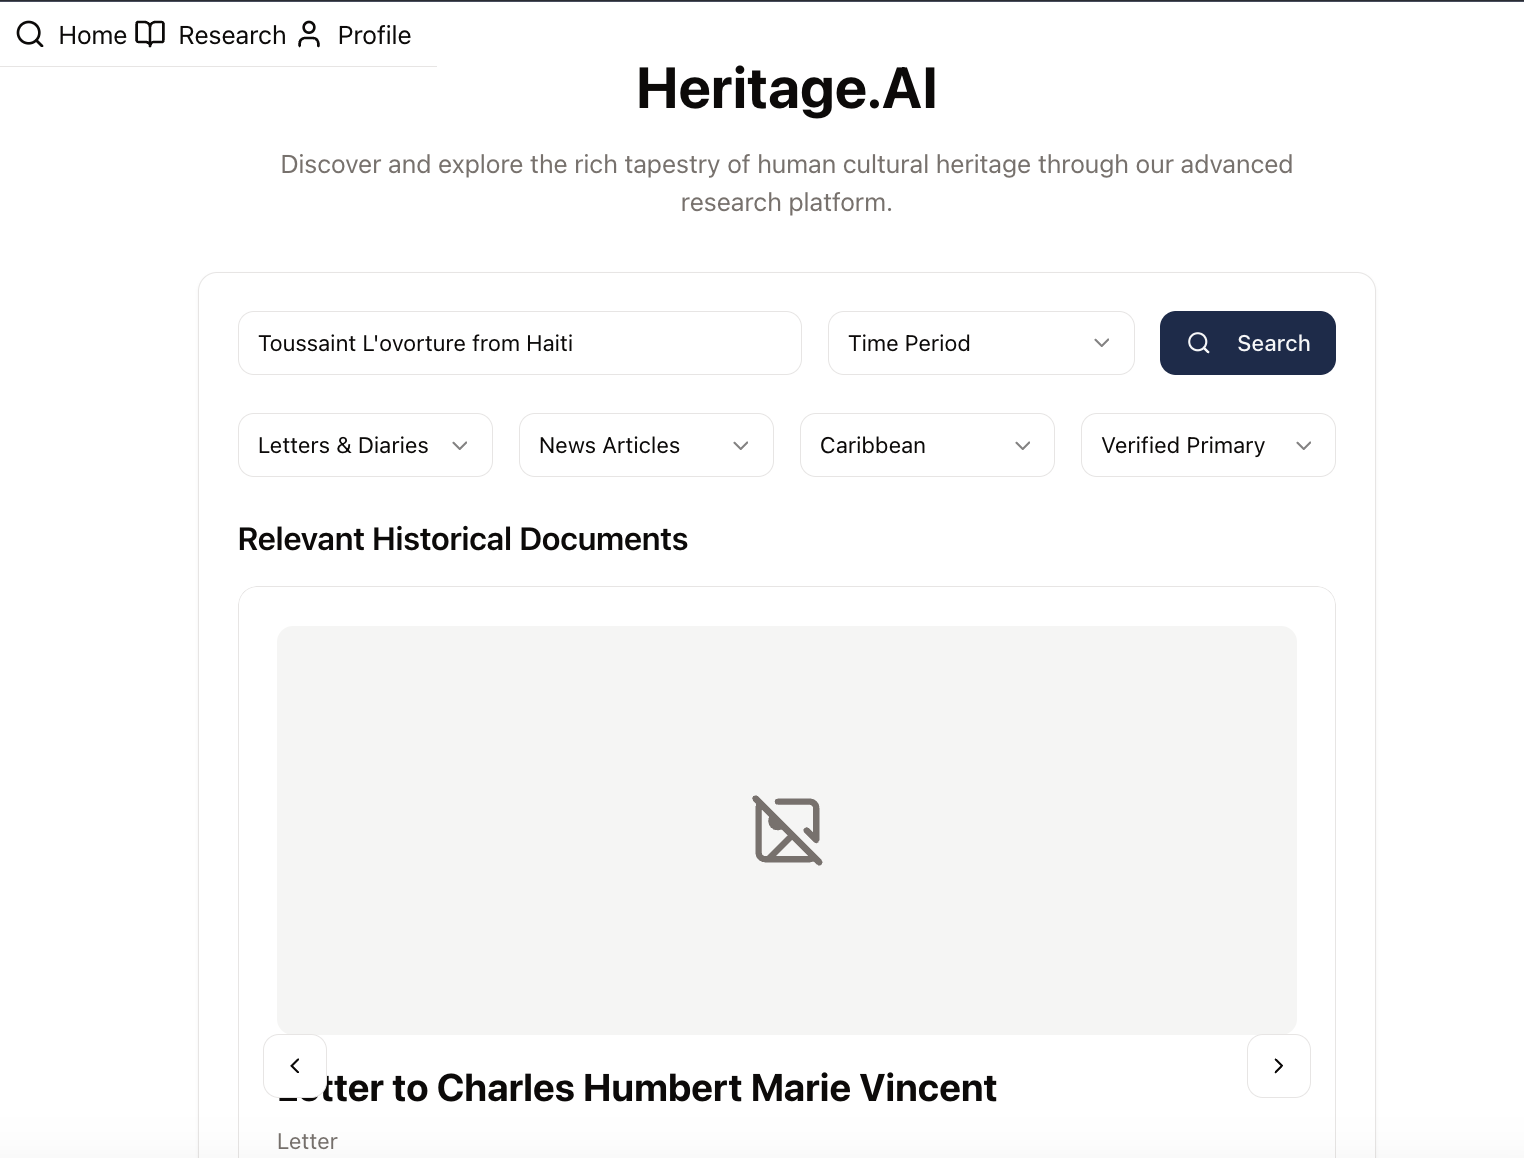 Home Research Profile
Heritage.AI
Discover and explore the rich tapestry of human cultural heritage through our advanced
research platform.
Toussaint L'ovorture from Haiti
Time Period
Search
Letters & Diaries
News Articles
Caribbean
Verified Primary
Relevant Historical Documents
Letter to Charles Humbert Marie Vincent
Letter